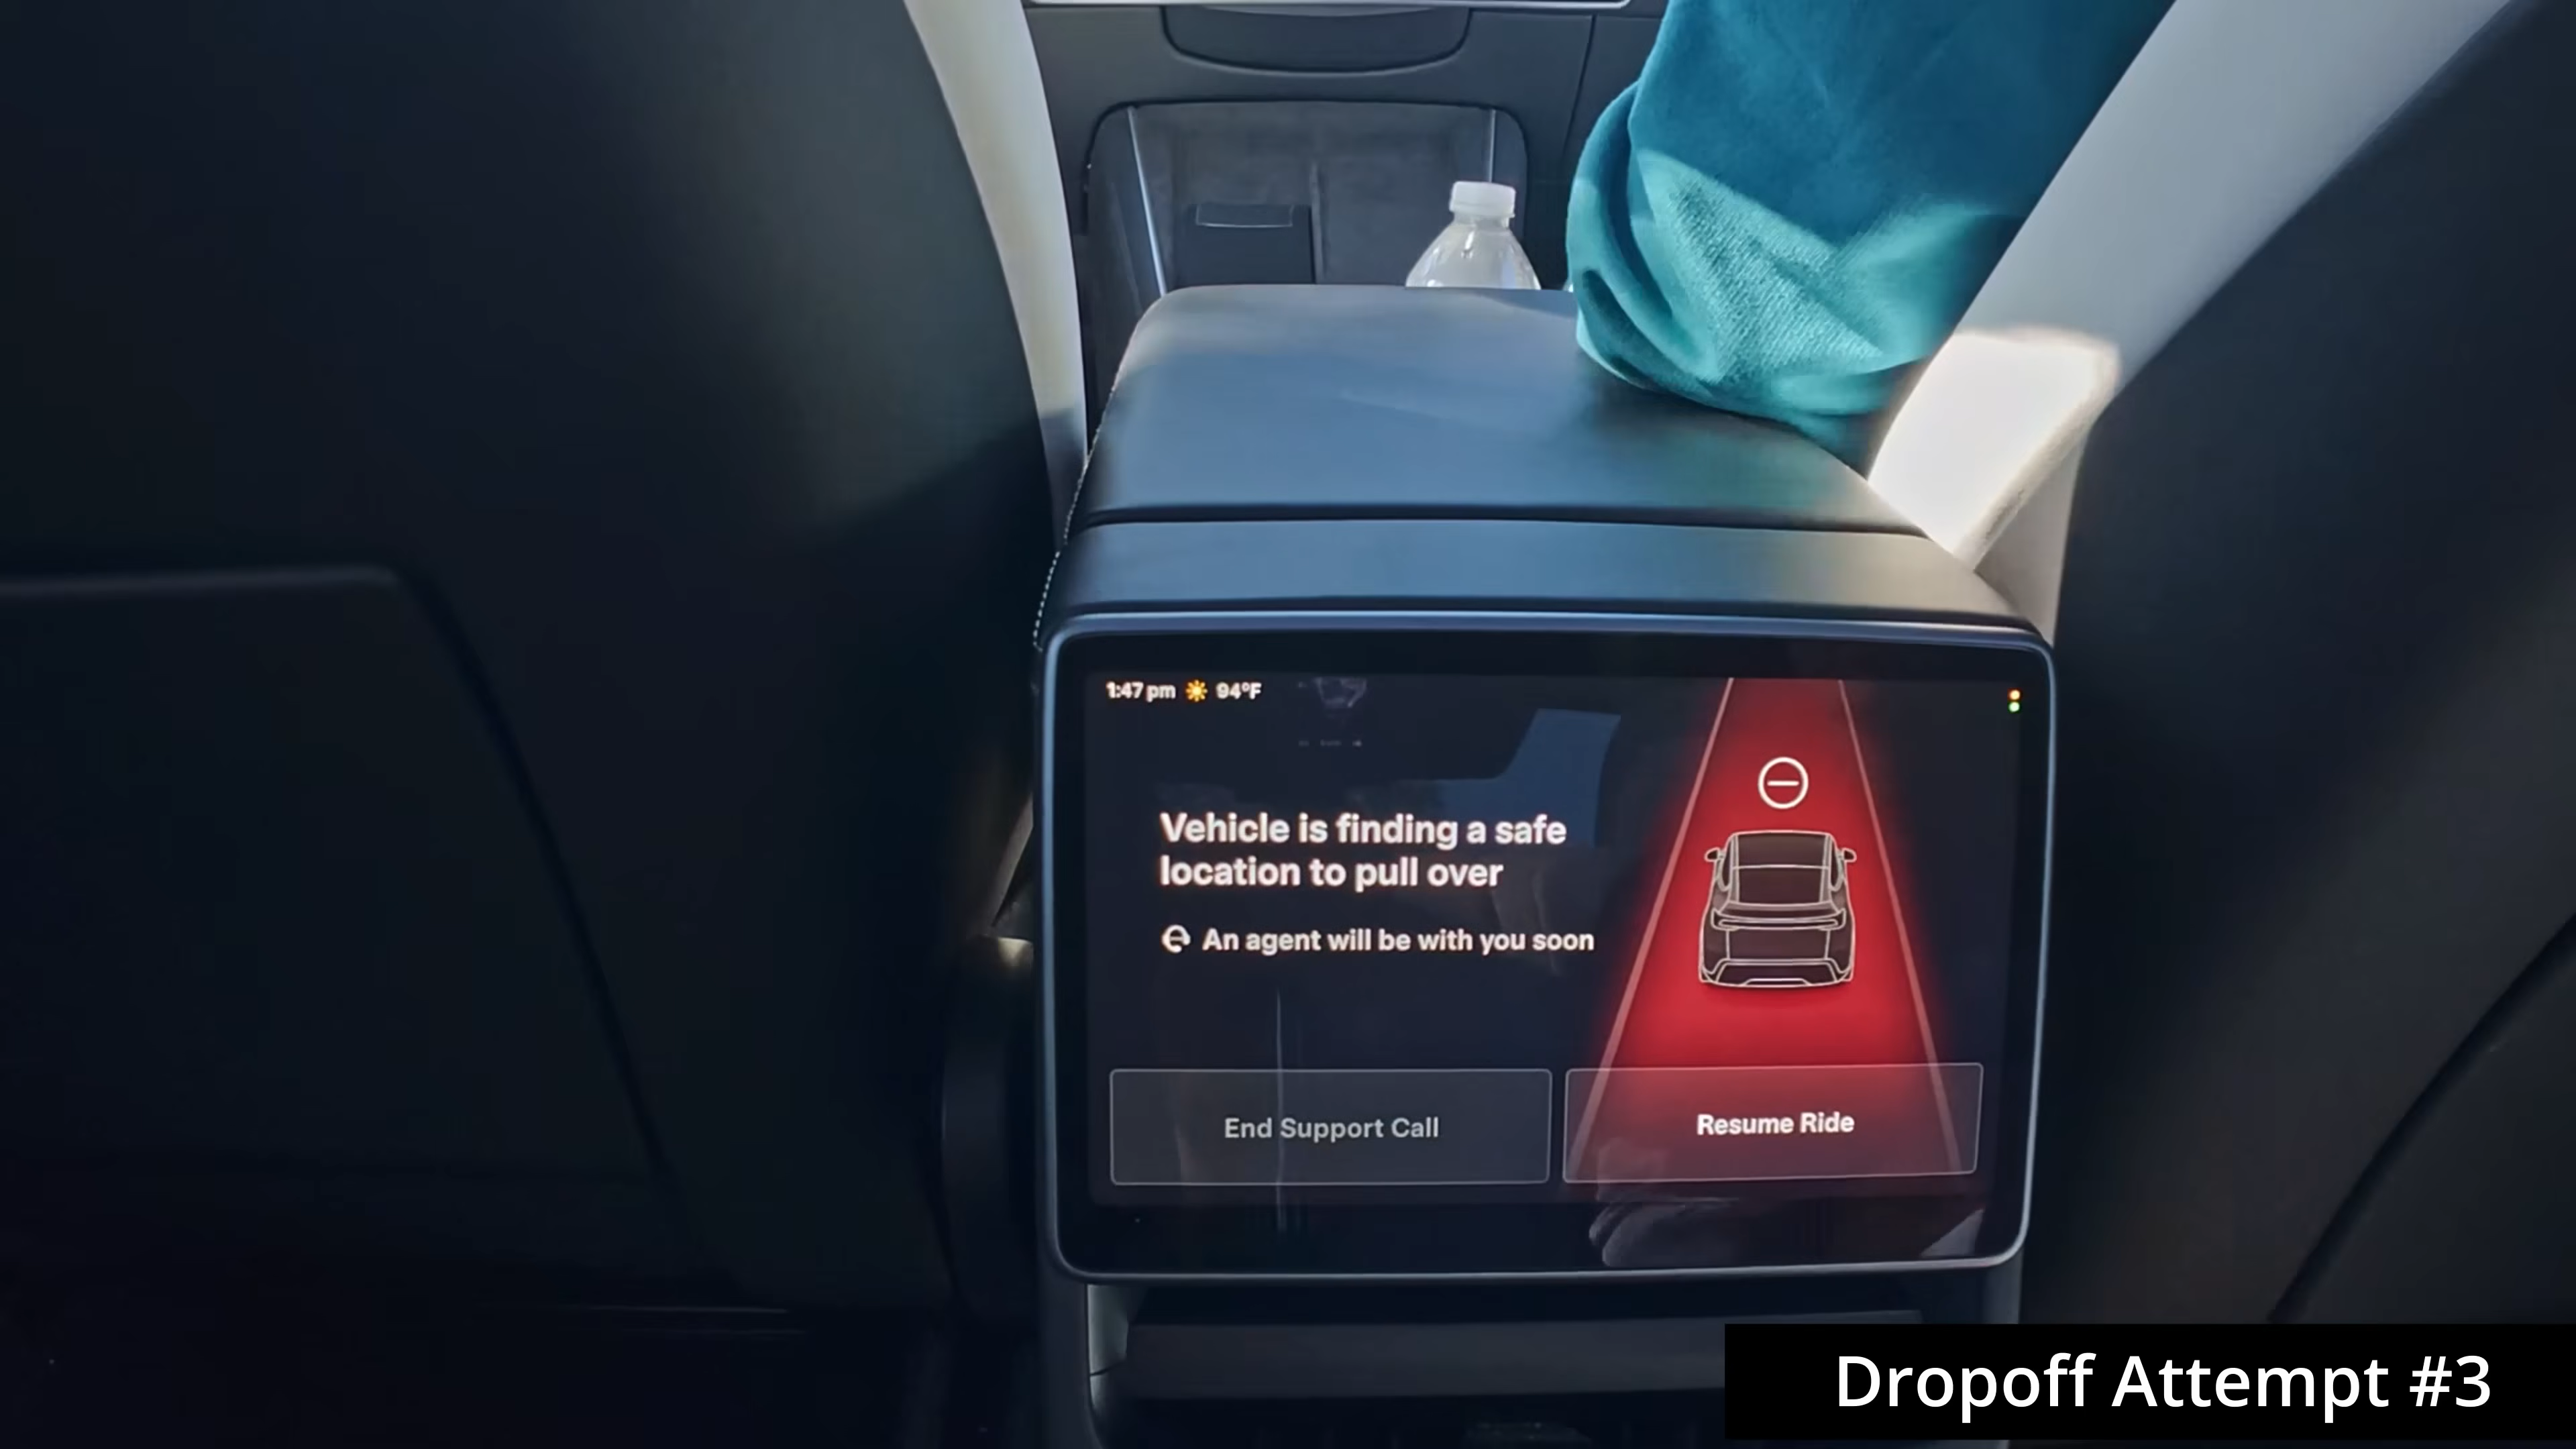 1:47 pm 94°F
Vehicle is finding a safe
location to pull over
An agent will be with you soon
End Support Call
Resume Ride
Dropoff Attempt #3